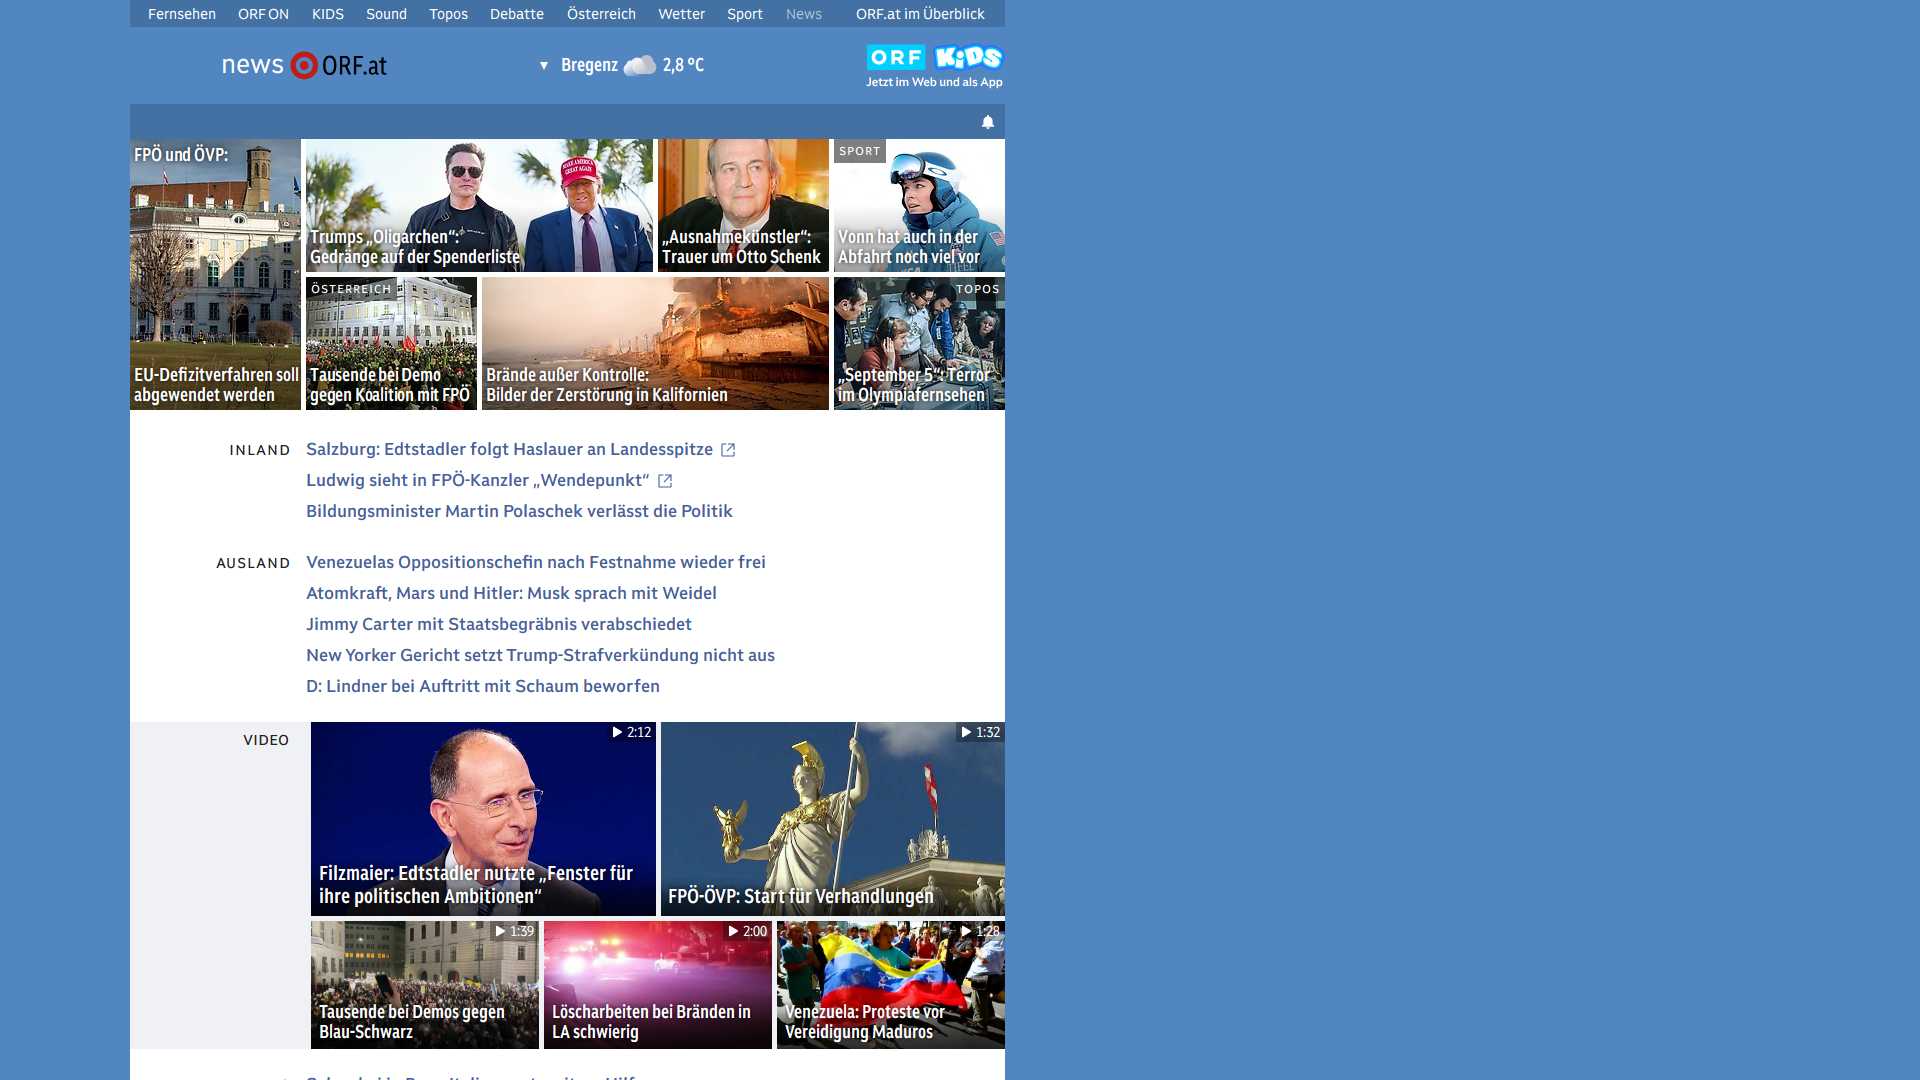 Fernsehen ORF ON KIDS Sound Topos Debatte Österreich Wetter Sport News ORF.at im Überblick
news ORF.at
▼ Bregenz 2,8 °C
ORF KiDS
Jetzt im Web und als App
FPÖ und ÖVP:
EU-Defizitverfahren soll
abgewendet werden
MAKE AMERICA
GREAT AGAIN
Trumps „Oligarchen“:
Gedränge auf der Spenderliste
„Ausnahmekünstler“:
Trauer um Otto Schenk
SPORT
Vonn hat auch in der
Abfahrt noch viel vor
ÖSTERREICH
Tausende bei Demo
gegen Koalition mit FPÖ
Brände außer Kontrolle:
Bilder der Zerstörung in Kalifornien
TOPOS
„September 5“: Terror
im Olympiafernsehen
INLAND
Salzburg: Edtstadler folgt Haslauer an Landesspitze
Ludwig sieht in FPÖ-Kanzler „Wendepunkt“
Bildungsminister Martin Polaschek verlässt die Politik
AUSLAND
Venezuelas Oppositionschefin nach Festnahme wieder frei
Atomkraft, Mars und Hitler: Musk sprach mit Weidel
Jimmy Carter mit Staatsbegräbnis verabschiedet
New Yorker Gericht setzt Trump-Strafverkündung nicht aus
D: Lindner bei Auftritt mit Schaum beworfen
VIDEO
2:12
Filzmaier: Edtstadler nutzte „Fenster für
ihre politischen Ambitionen“
1:32
FPÖ-ÖVP: Start für Verhandlungen
1:39
Tausende bei Demos gegen
Blau-Schwarz
2:00
Löscharbeiten bei Bränden in
LA schwierig
1:28
Venezuela: Proteste vor
Vereidigung Maduros